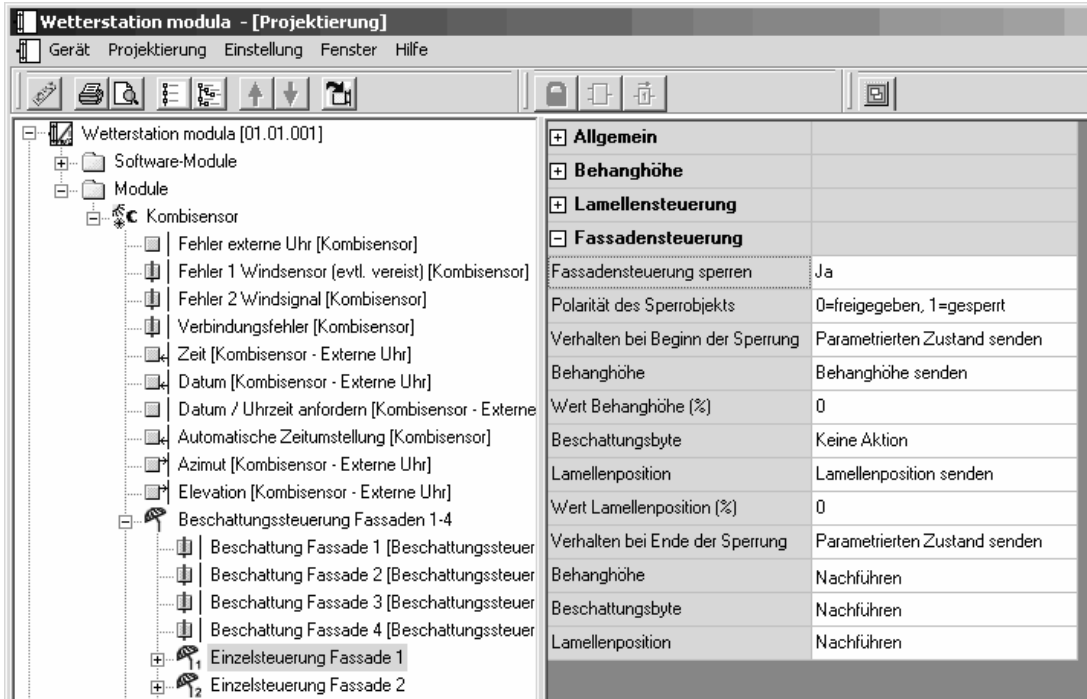 Wetterstation modula - [Projektierung]
Gerät Projektierung Einstellung Fenster Hilfe
Wetterstation modula [01.01.001]
Software-Module
Module
Kombisensor
Fehler externe Uhr [Kombisensor]
Fehler 1 Windsensor (evtl. vereist) [Kombisensor]
Fehler 2 Windsignal [Kombisensor]
Verbindungsfehler [Kombisensor]
Zeit [Kombisensor - Externe Uhr]
Datum [Kombisensor - Externe Uhr]
Datum / Uhrzeit anfordern [Kombisensor - Externe
Automatische Zeitumstellung [Kombisensor]
Azimut [Kombisensor - Externe Uhr]
Elevation [Kombisensor - Externe Uhr]
Beschattungssteuerung Fassaden 1-4
Beschattung Fassade 1 [Beschattungssteuer
Beschattung Fassade 2 [Beschattungssteuer
Beschattung Fassade 3 [Beschattungssteuer
Beschattung Fassade 4 [Beschattungssteuer
1 Einzelsteuerung Fassade 1
2 Einzelsteuerung Fassade 2
Allgemein
Behanghöhe
Lamellensteuerung
Fassadensteuerung
Fassadensteuerung sperren Ja
Polarität des Sperrobjekts 0=freigegeben, 1=gesperrt
Verhalten bei Beginn der Sperrung Parametrierten Zustand senden
Behanghöhe Behanghöhe senden
Wert Behanghöhe (%) 0
Beschattungsbyte Keine Aktion
Lamellenposition Lamellenposition senden
Wert Lamellenposition (%) 0
Verhalten bei Ende der Sperrung Parametrierten Zustand senden
Behanghöhe Nachführen
Beschattungsbyte Nachführen
Lamellenposition Nachführen